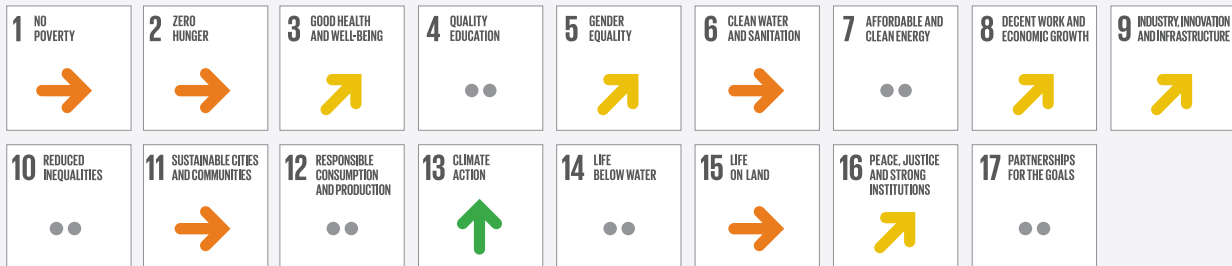 1 NO
POVERTY
2 ZERO
HUNGER
3 GOOD HEALTH
AND WELL-BEING
4 QUALITY
EDUCATION
5 GENDER
EQUALITY
6 CLEAN WATER
AND SANITATION
7 AFFORDABLE AND
CLEAN ENERGY
8 DECENT WORK AND
ECONOMIC GROWTH
9 INDUSTRY, INNOVATION
AND INFRASTRUCTURE
10 REDUCED
INEQUALITIES
11 SUSTAINABLE CITIES
AND COMMUNITIES
12 RESPONSIBLE
CONSUMPTION
AND PRODUCTION
13 CLIMATE
ACTION
14 LIFE
BELOW WATER
15 LIFE
ON LAND
16 PEACE, JUSTICE
AND STRONG
INSTITUTIONS
17 PARTNERSHIPS
FOR THE GOALS